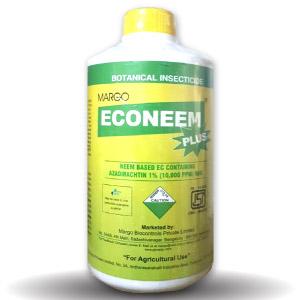 BOTANICAL INSECTICIDE
MARGO
ECONEEM
PLUS
NEEM BASED EC CONTAINING
AZADIRACHTIN 1% (10,000 PPM)
CAUTION
Marketed by:
Margo Biocontrols Private Limited
"For Agricultural Use"